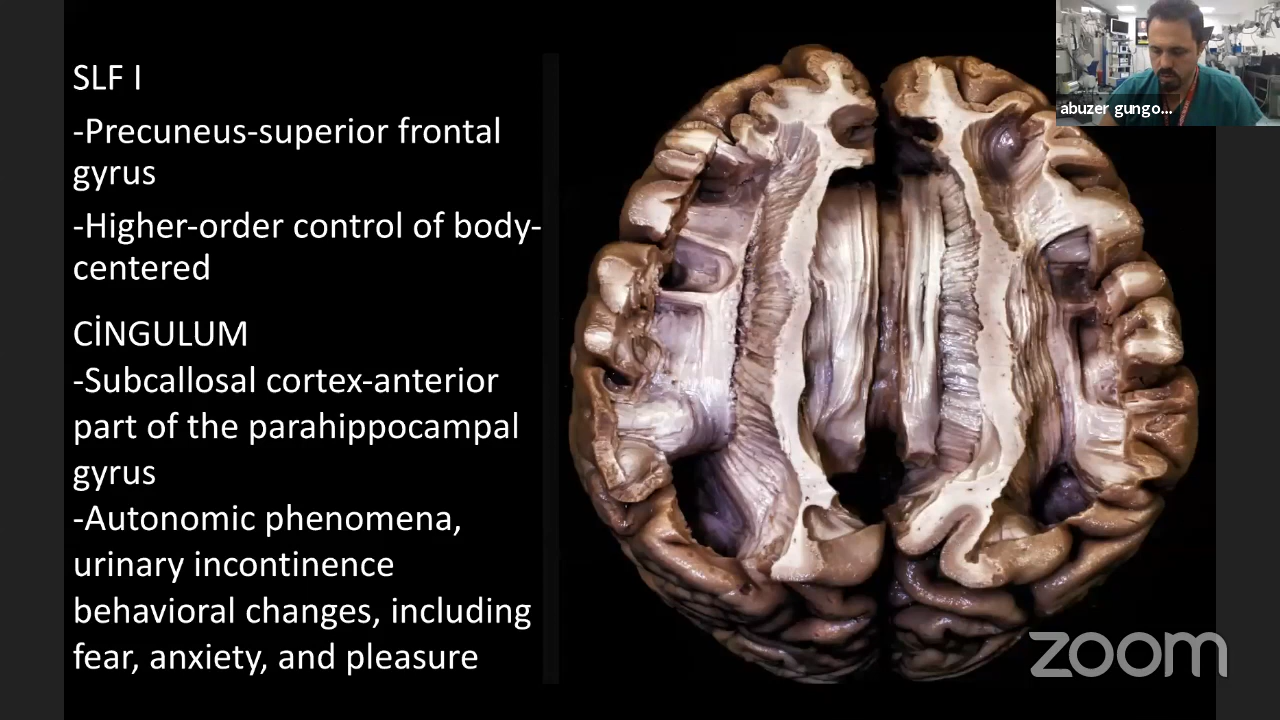 SLF I
-Precuneus-superior frontal
gyrus
-Higher-order control of body-
centered
CİNGULUM
-Subcallosal cortex-anterior
part of the parahippocampal
gyrus
-Autonomic phenomena,
urinary incontinence
behavioral changes, including
fear, anxiety, and pleasure
abuzer gungo...
zoom